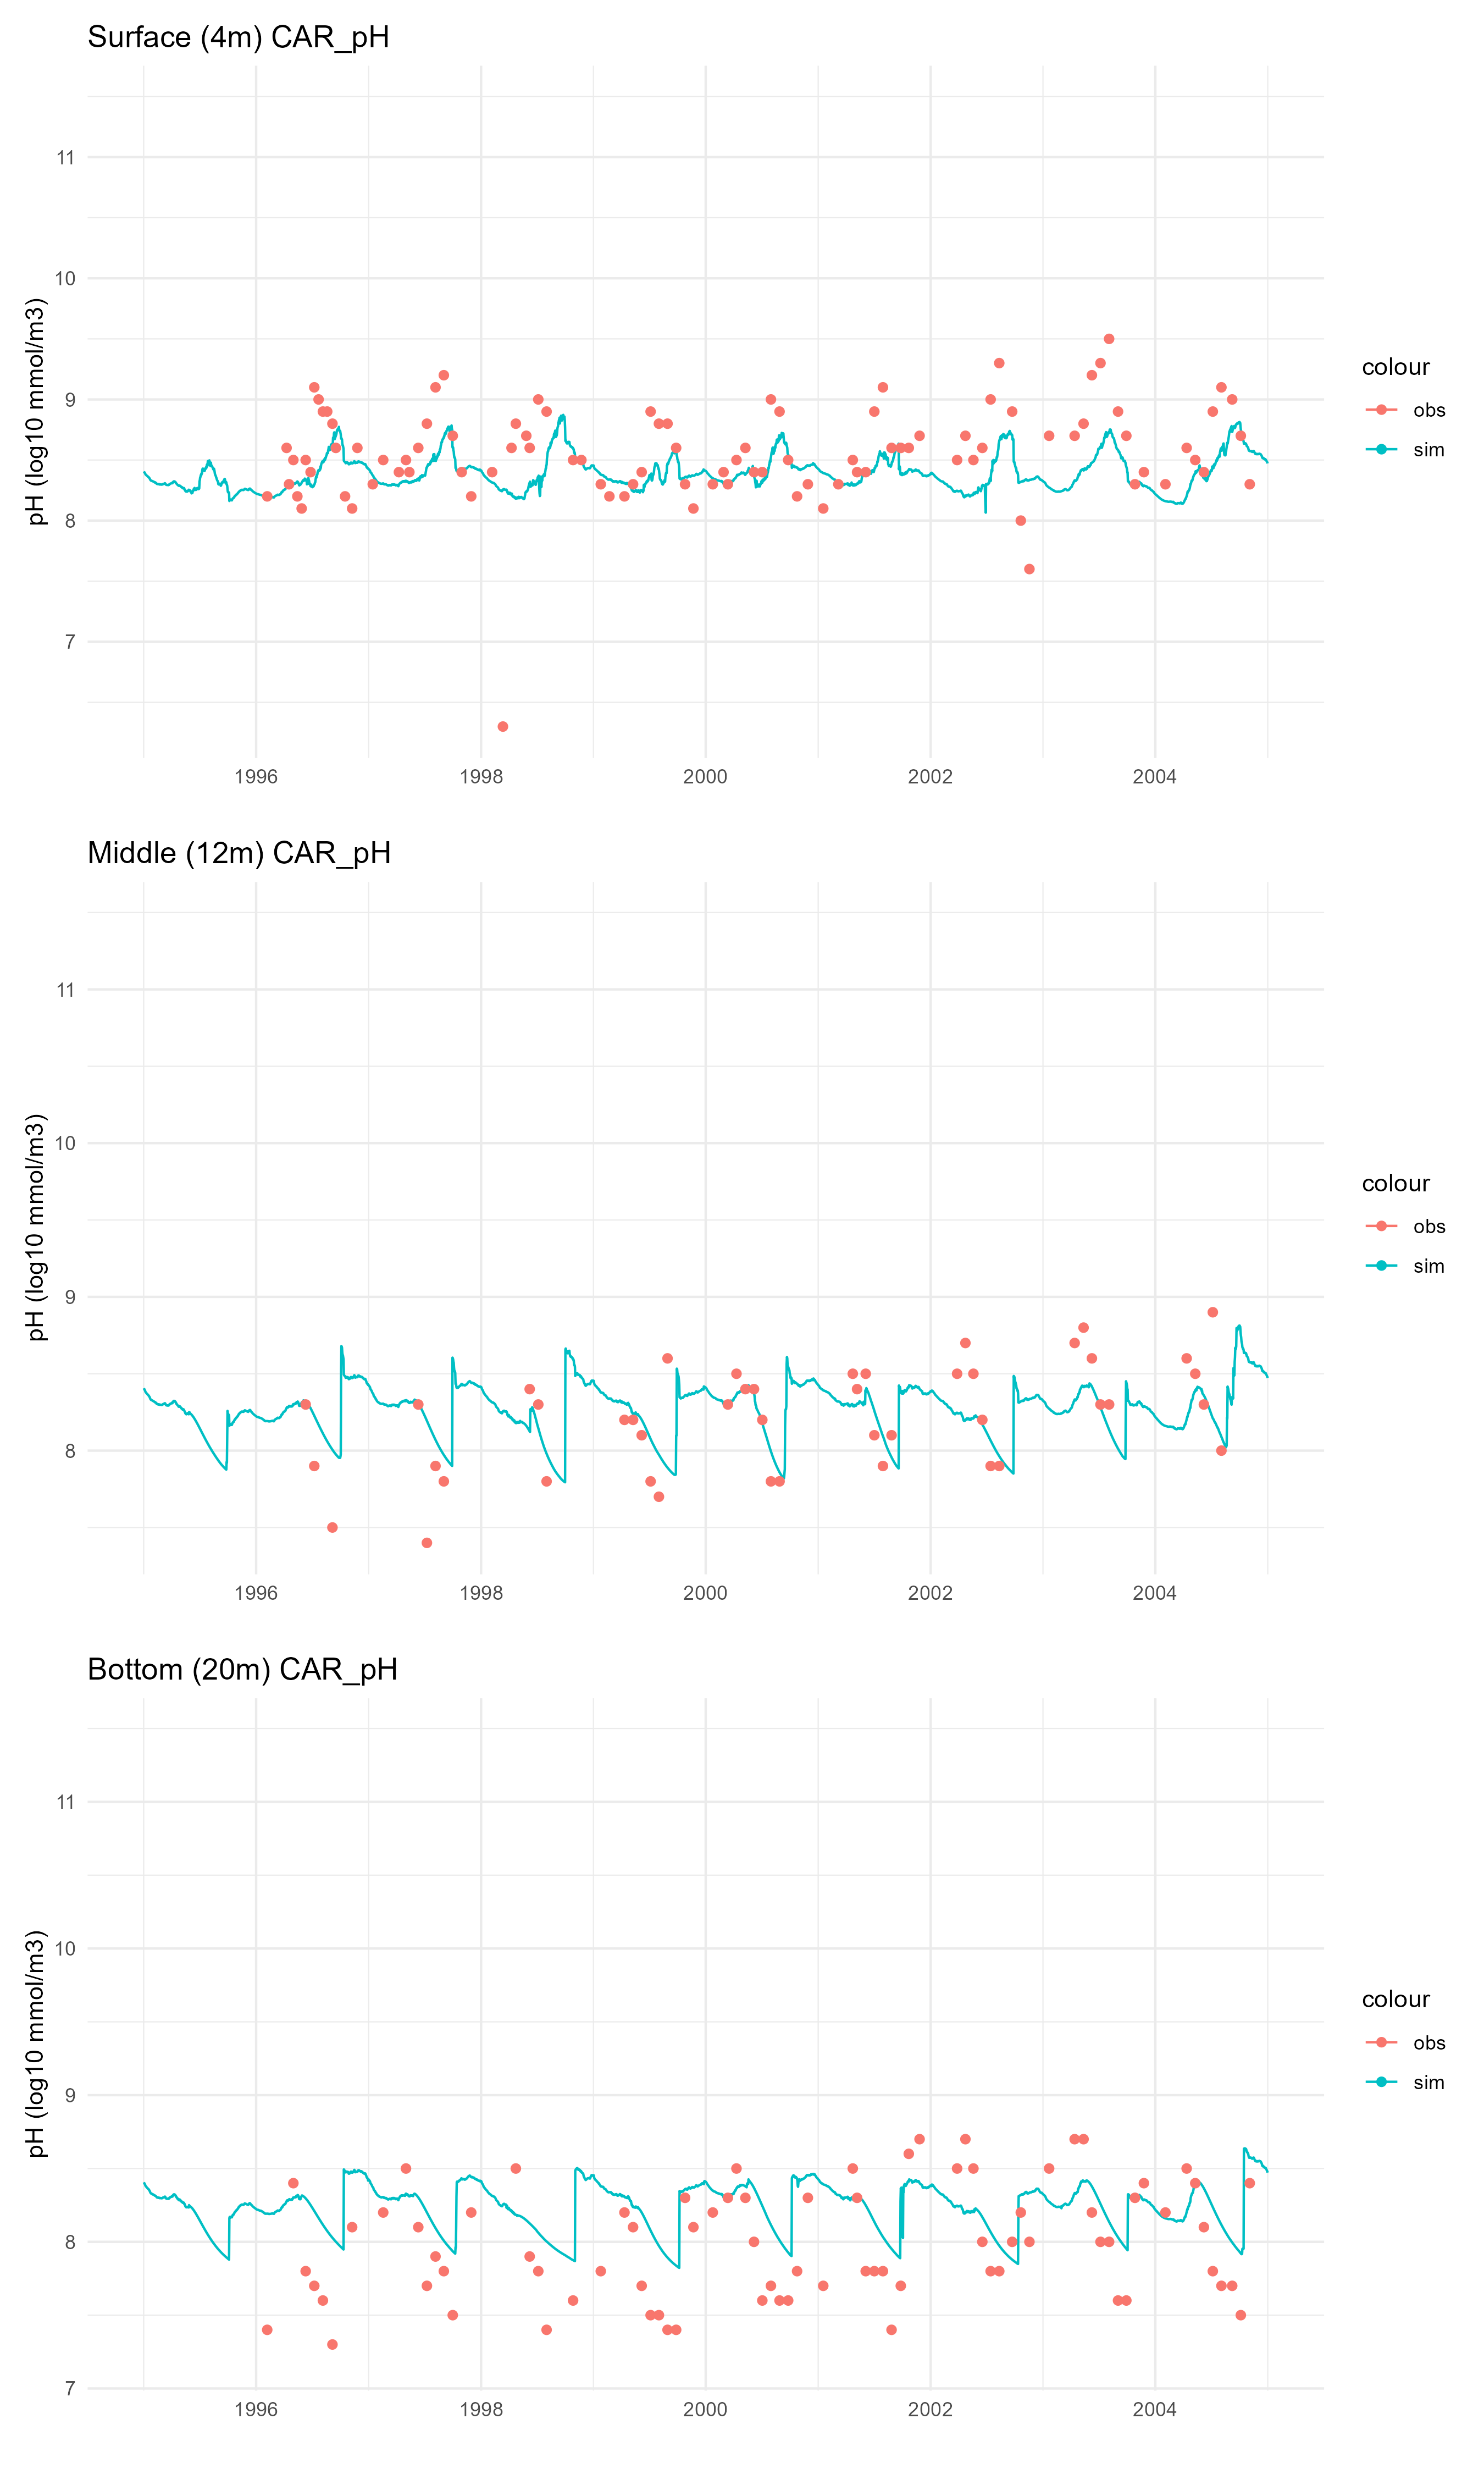 Surface (4m) CAR_pH
pH (log10 mmol/m3)
11
10
9
8
7
1996 1998 2000 2002 2004
colour
obs
sim
Middle (12m) CAR_pH
pH (log10 mmol/m3)
11
10
9
8
1996 1998 2000 2002 2004
colour
obs
sim
Bottom (20m) CAR_pH
pH (log10 mmol/m3)
11
10
9
8
7
1996 1998 2000 2002 2004
colour
obs
sim